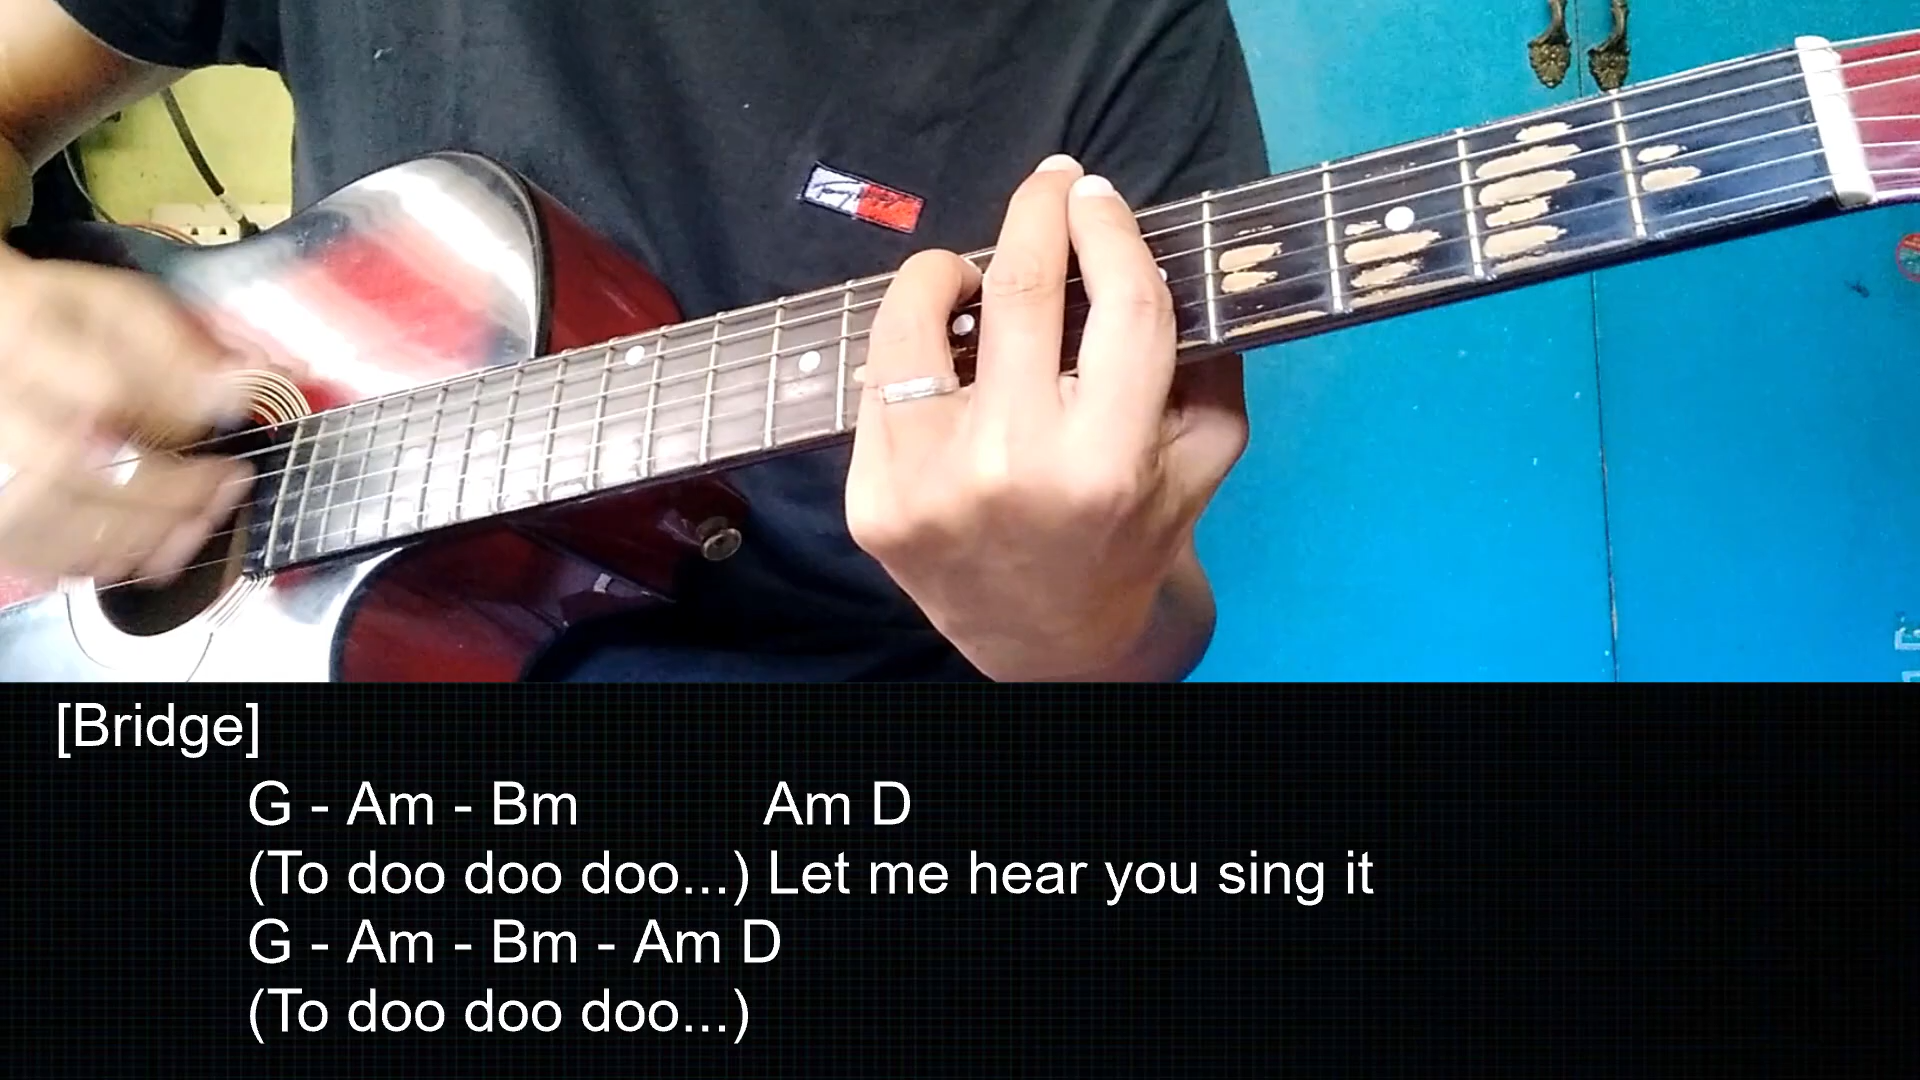 [Bridge]
G - Am - Bm Am D
(To doo doo doo...) Let me hear you sing it
G - Am - Bm - Am D
(To doo doo doo...)